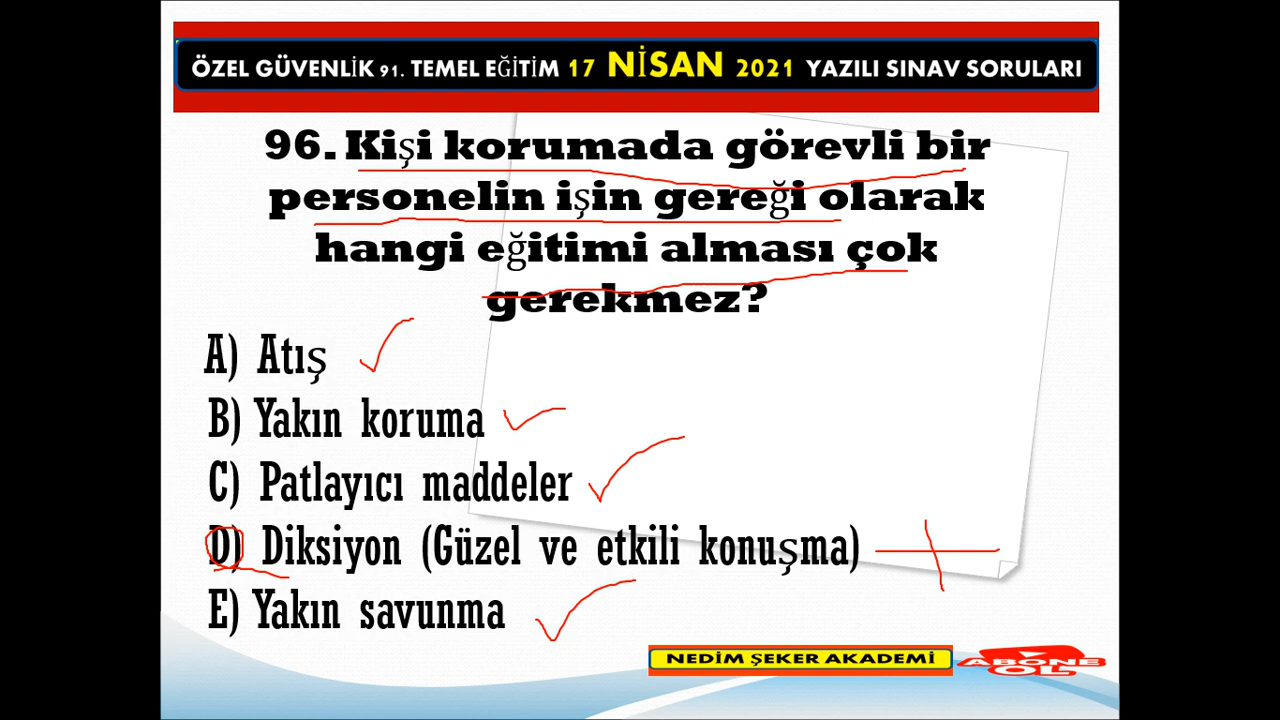 ÖZEL GÜVENLİK 91. TEMEL EĞİTİM 17 NİSAN 2021 YAZILI SINAV SORULARI
96. Kişi korumada görevli bir
personelin işin gereği olarak
hangi eğitimi alması çok
gerekmez?
A) Atış
B) Yakın koruma
C) Patlayıcı maddeler
D) Diksiyon (Güzel ve etkili konuşma)
E) Yakın savunma
NEDİM ŞEKER AKADEMİ
ABONE
OL